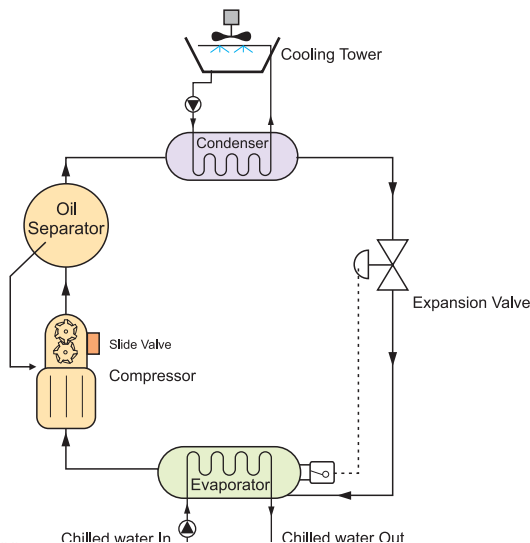 Cooling Tower
Condenser
Oil
Separator
Expansion Valve
Slide Valve
Compressor
Evaporator
Chilled water In
Chilled water Out